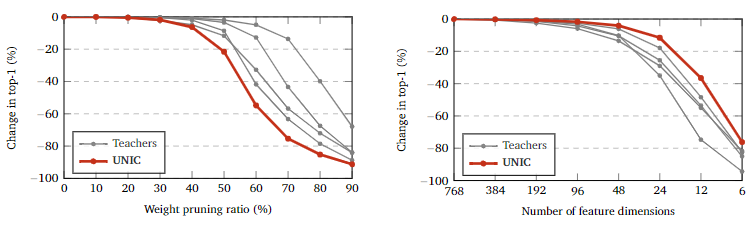 Change in top-1 (%)
0
−20
−40
−60
−80
−100
Teachers
UNIC
0 10 20 30 40 50 60 70 80 90
Weight pruning ratio (%)
Change in top-1 (%)
0
−20
−40
−60
−80
−100
Teachers
UNIC
768 384 192 96 48 24 12 6
Number of feature dimensions